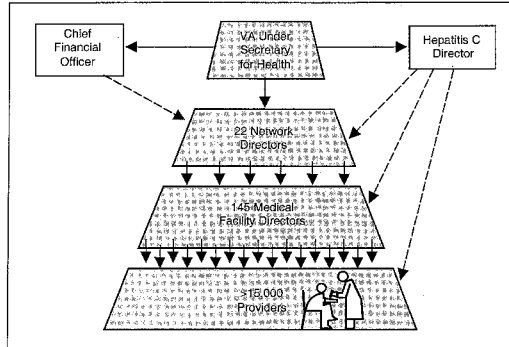 Chief
Financial
Officer
VA Under
Secretary
for Health
Hepatitis C
Director
22 Network
Directors
145 Medical
Facility Directors
>15,000
Providers